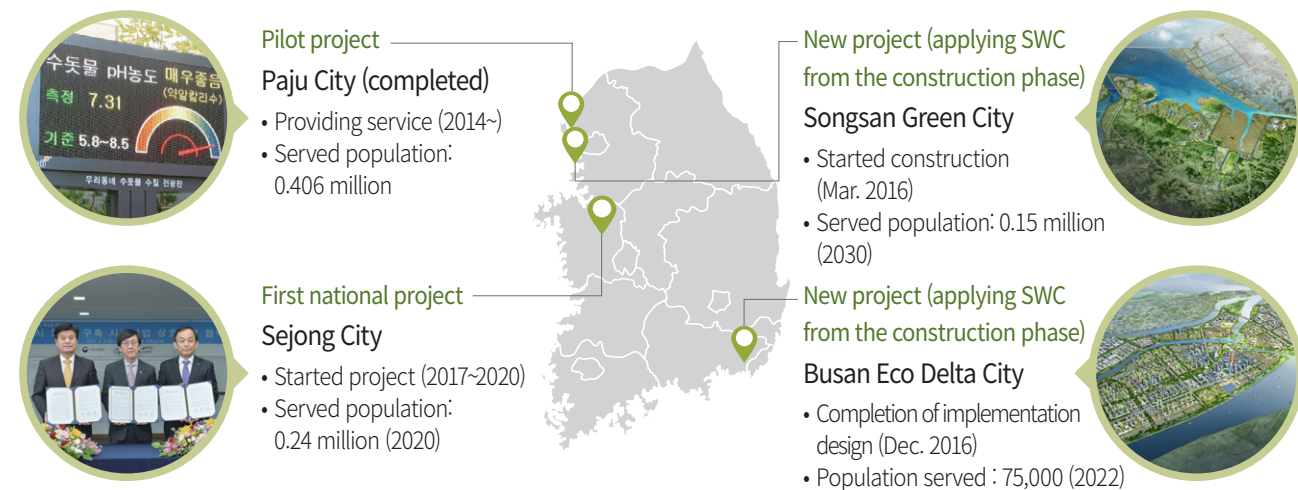 Pilot project
Paju City (completed)
• Providing service (2014~)
• Served population:
0.406 million
수돗물 pH농도 매우좋음
(약알칼리수)
측정 7.31
기준 5.8~8.5
우리동네 수돗물 수질 전광판
First national project
Sejong City
• Started project (2017~2020)
• Served population:
0.24 million (2020)
New project (applying SWC
from the construction phase)
Songsan Green City
• Started construction
(Mar. 2016)
• Served population: 0.15 million
(2030)
New project (applying SWC
from the construction phase)
Busan Eco Delta City
• Completion of implementation
design (Dec. 2016)
• Population served : 75,000 (2022)